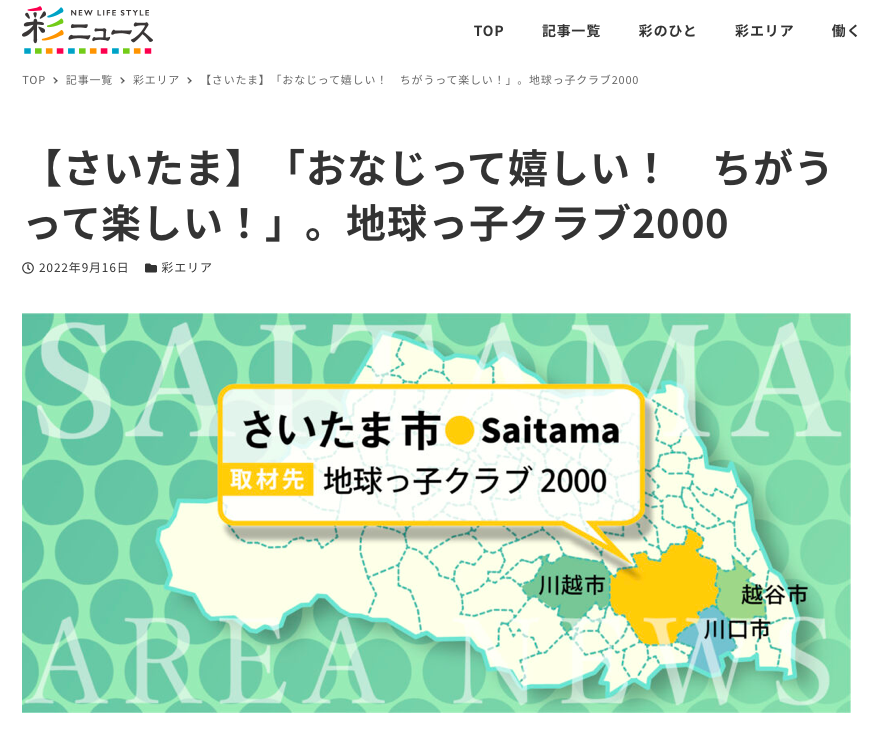 彩ニュース
NEW LIFE STYLE
TOP 記事一覧 彩のひと 彩エリア 働く
TOP > 記事一覧 > 彩エリア > 【さいたま】「おなじって嬉しい！　ちがうって楽しい！」。地球っ子クラブ2000
【さいたま】「おなじって嬉しい！　ちがう
って楽しい！」。地球っ子クラブ2000
2022年9月16日 彩エリア
SAITAMA
さいたま市●Saitama
取材先 地球っ子クラブ 2000
川越市
越谷市
川口市
AREA NEWS